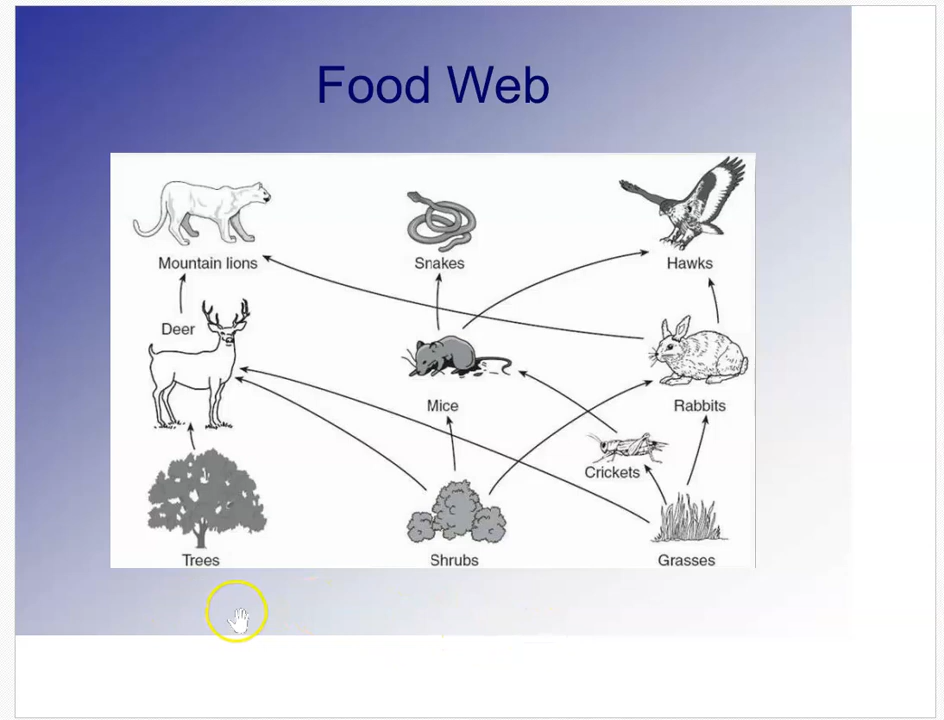 Food Web
Mountain lions
Snakes
Hawks
Deer
Mice
Rabbits
Crickets
Trees
Shrubs
Grasses